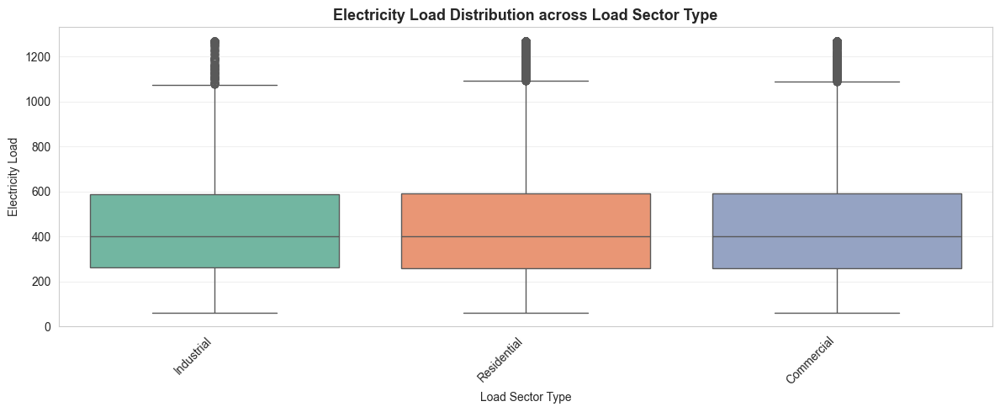 Electricity Load Distribution across Load Sector Type
Electricity Load
1200
1000
800
600
400
200
0
Industrial
Residential
Commercial
Load Sector Type